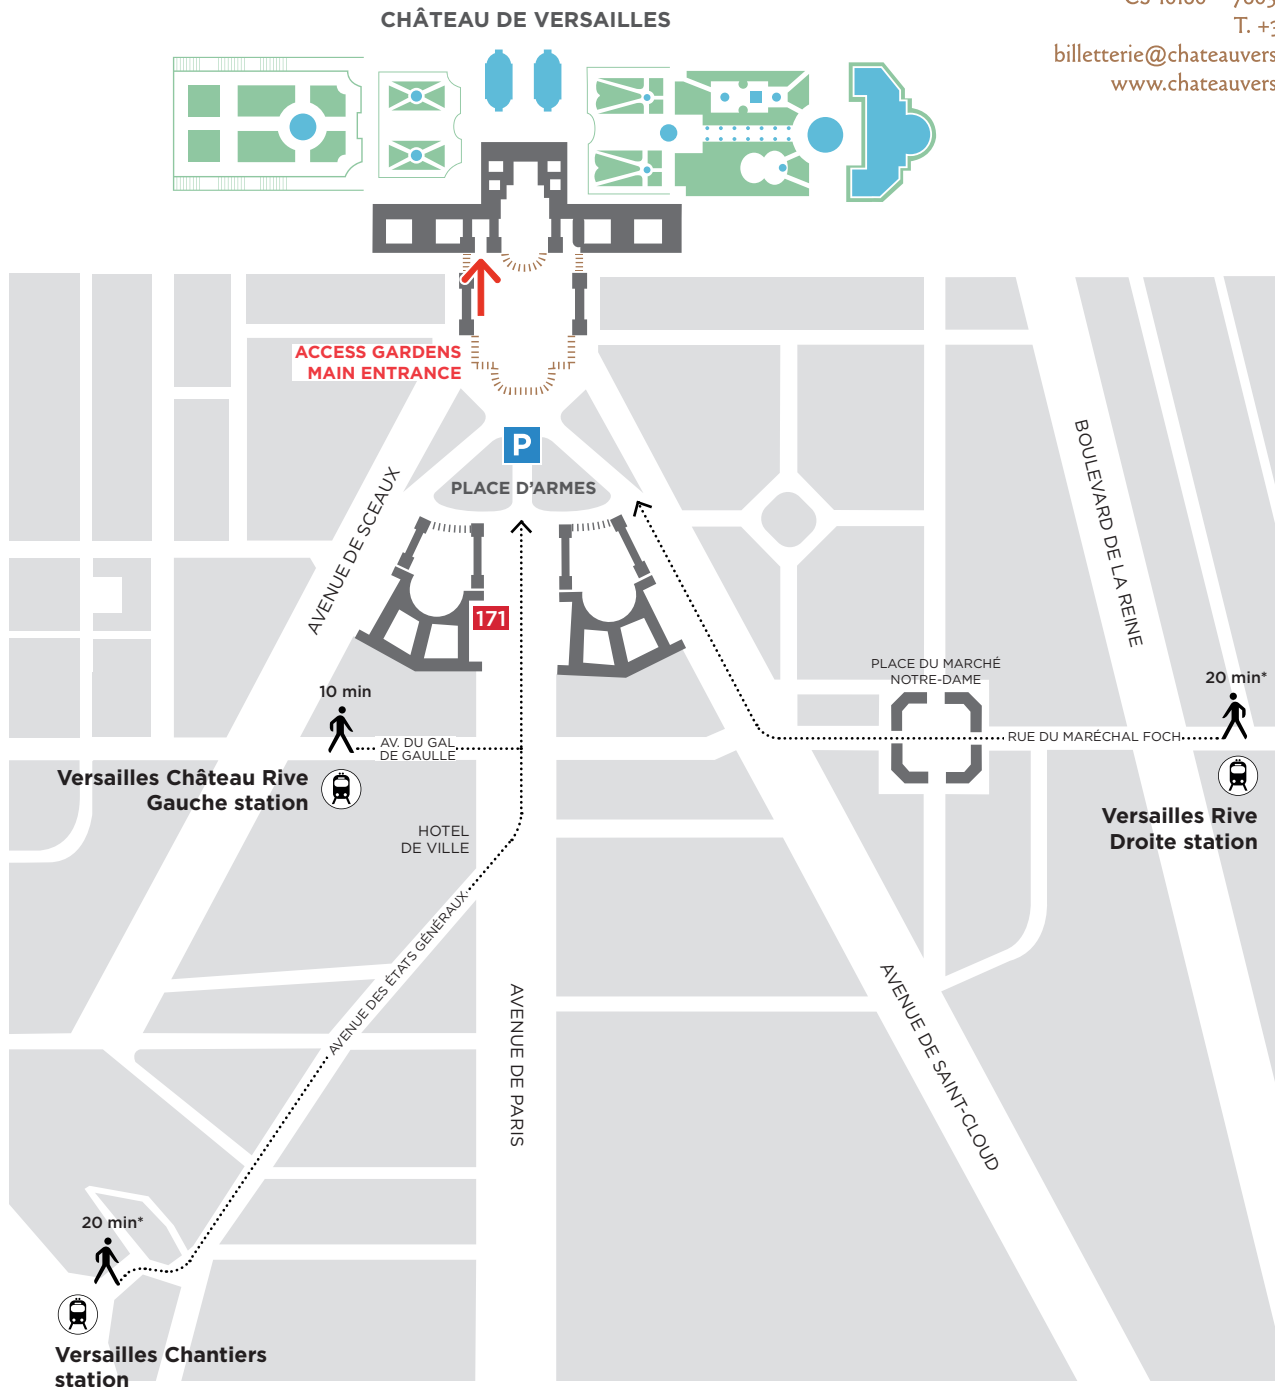 CHÂTEAU DE VERSAILLES
T. +3
billetterie@chateauvers
www.chateauvers
ACCESS GARDENS
MAIN ENTRANCE
P
PLACE D'ARMES
AVENUE DE SCEAUX
BOULEVARD DE LA REINE
171
PLACE DU MARCHÉ
NOTRE-DAME
10 min
20 min*
AV. DU GAL
DE GAULLE
RUE DU MARÉCHAL FOCH
Versailles Château Rive
Gauche station
Versailles Rive
Droite station
HOTEL
DE VILLE
AVENUE DES ÉTATS GÉNÉRAUX
AVENUE DE PARIS
AVENUE DE SAINT-CLOUD
20 min*
Versailles Chantiers
station